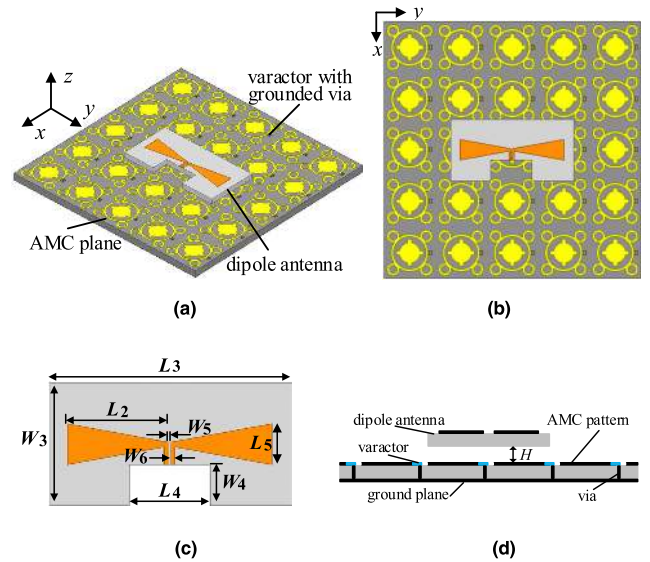 z
x
y
varactor with
grounded via
AMC plane
dipole antenna
(a)
y
x
(b)
L3
L2
W5
W3
L5
W6
L4
W4
(c)
dipole antenna
AMC pattern
varactor
H
ground plane
via
(d)